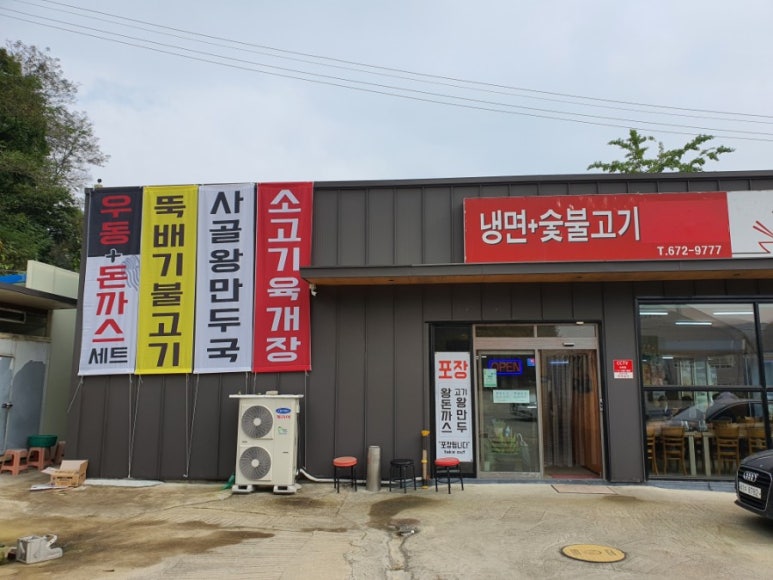 우동
+
돈까스
세트
뚝배기불고기
사골왕만두국
소고기육개장
냉면+숯불고기
T.672-9777
OPEN
포장
왕돈까스
고기왕만두
"포장됩니다"
Take out
CCTV